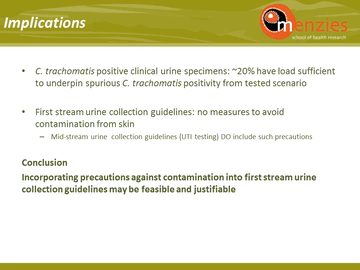 Implications
menzies
school of health research
• C. trachomatis positive clinical urine specimens: ~20% have load sufficient
to underpin spurious C. trachomatis positivity from tested scenario
• First stream urine collection guidelines: no measures to avoid
contamination from skin
– Mid-stream urine collection guidelines (UTI testing) DO include such precautions
Conclusion
Incorporating precautions against contamination into first stream urine
collection guidelines may be feasible and justifiable